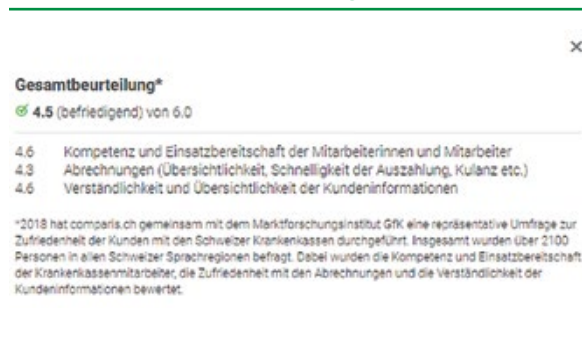 Gesamtbeurteilung*
4.5 (befriedigend) von 6.0
4.6 Kompetenz und Einsatzbereitschaft der Mitarbeiterinnen und Mitarbeiter
4.3 Abrechnungen (Übersichtlichkeit, Schnelligkeit der Auszahlung, Kulanz etc.)
4.6 Verständlichkeit und Übersichtlichkeit der Kundeninformationen
*2018 hat comparis.ch gemeinsam mit dem Marktforschungsinstitut GfK eine repräsentative Umfrage zur
Zufriedenheit der Kunden mit den Schweizer Krankenkassen durchgeführt. Insgesamt wurden über 2100
Personen in allen Schweizer Sprachregionen befragt. Dabei wurden die Kompetenz und Einsatzbereitschaft
der Krankenkassenmitarbeiter, die Zufriedenheit mit den Abrechnungen und die Verständlichkeit der
Kundeninformationen bewertet.